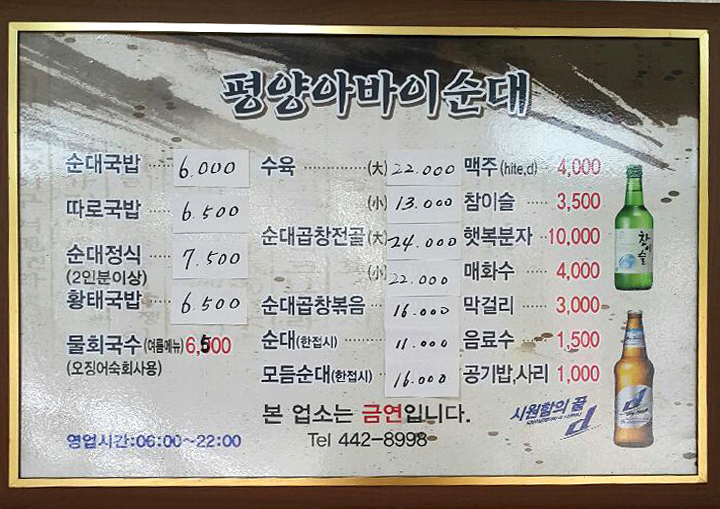 평양아바이순대
순대국밥 ······ 6.000
따로국밥 ······ 6.500
순대정식 ······ 7.500
(2인분이상)
황태국밥 ······ 6.500
물회국수(여름메뉴) 6,500
(오징어숙회사용)
영업시간:06:00~22:00
수육 ············ (大) 22.000
(小) 13.000
순대곱창전골 (大) 24.000
(小) 22.000
순대곱창볶음 ···· 16.000
순대(한접시) ···· 11.000
모듬순대(한접시) ·· 16.000
맥주(hite,d) ·· 4,000
참이슬 ······ 3,500
햇복분자 ·· 10,000
매화수 ······ 4,000
막걸리 ······ 3,000
음료수 ······ 1,500
공기밥,사리 1,000
참이슬
시원함의 끝
d
d
본 업소는 금연입니다.
Tel 442-8998